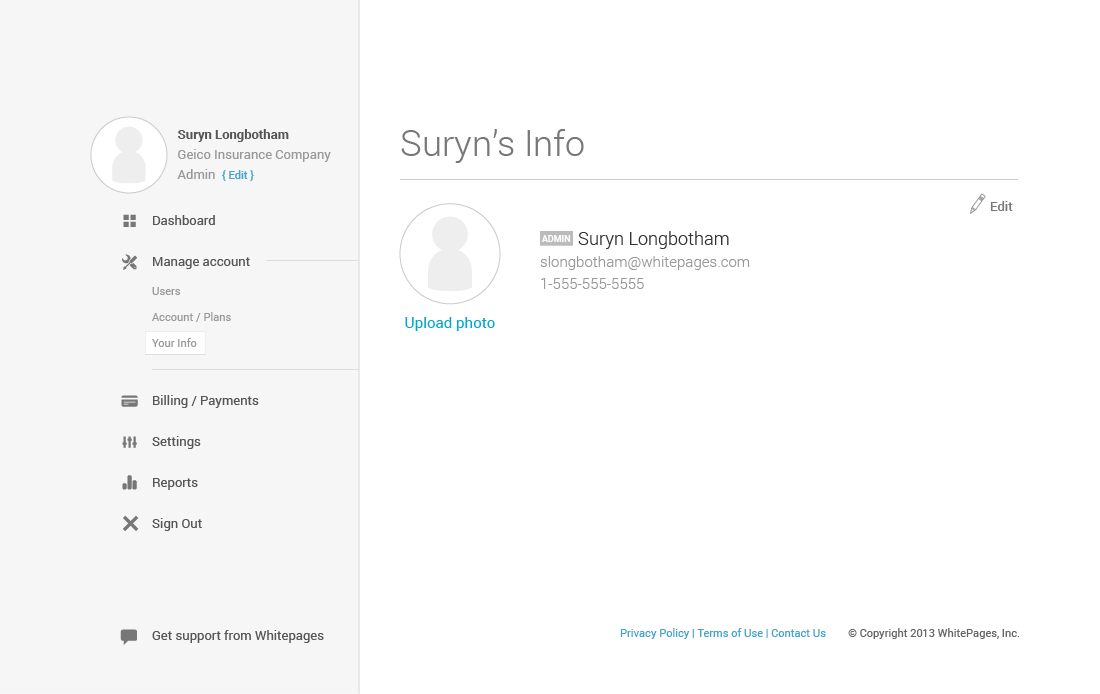 Suryn Longbotham
Geico Insurance Company
Admin { Edit }
Dashboard
Manage account
Users
Account / Plans
Your Info
Billing / Payments
Settings
Reports
Sign Out
Get support from Whitepages
Suryn’s Info
Edit
ADMIN Suryn Longbotham
slongbotham@whitepages.com
1-555-555-5555
Upload photo
Privacy Policy | Terms of Use | Contact Us © Copyright 2013 WhitePages, Inc.